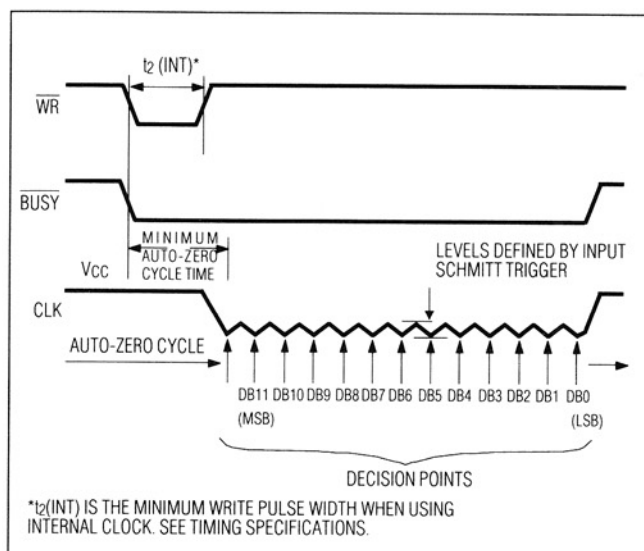 t2 (INT)*
WR
BUSY
MINIMUM
AUTO-ZERO
CYCLE TIME
LEVELS DEFINED BY INPUT
SCHMITT TRIGGER
VCC
CLK
AUTO-ZERO CYCLE
DB11 DB10 DB9 DB8 DB7 DB6 DB5 DB4 DB3 DB2 DB1 DB0
(MSB) (LSB)
DECISION POINTS
*t2(INT) IS THE MINIMUM WRITE PULSE WIDTH WHEN USING
INTERNAL CLOCK. SEE TIMING SPECIFICATIONS.